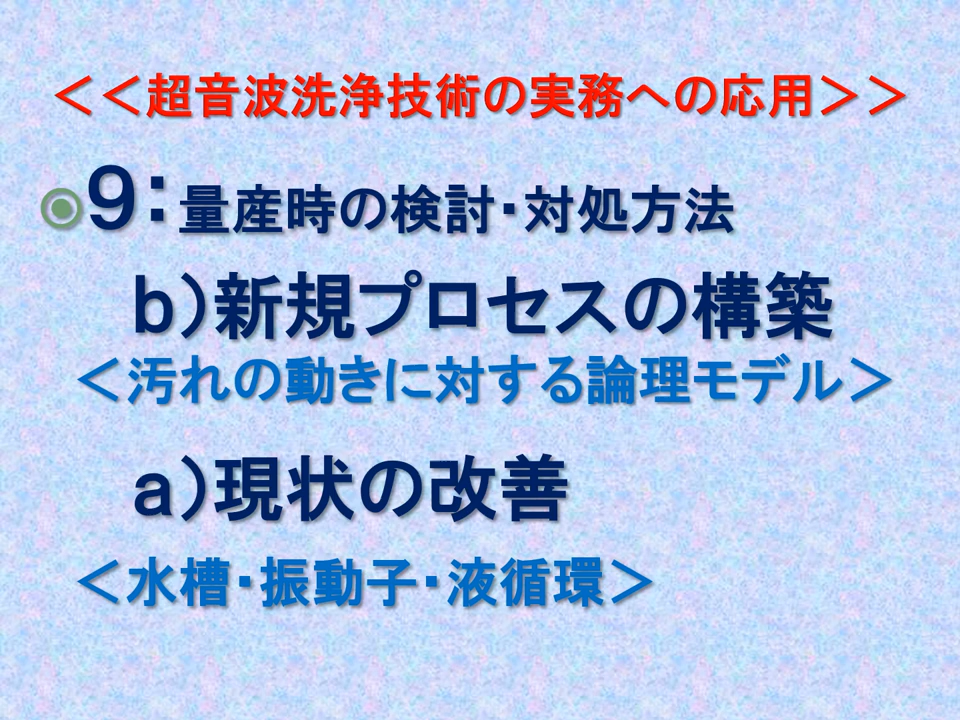 ＜＜超音波洗浄技術の実務への応用＞＞
9：量産時の検討・対処方法
b）新規プロセスの構築
＜汚れの動きに対する論理モデル＞
a）現状の改善
＜水槽・振動子・液循環＞